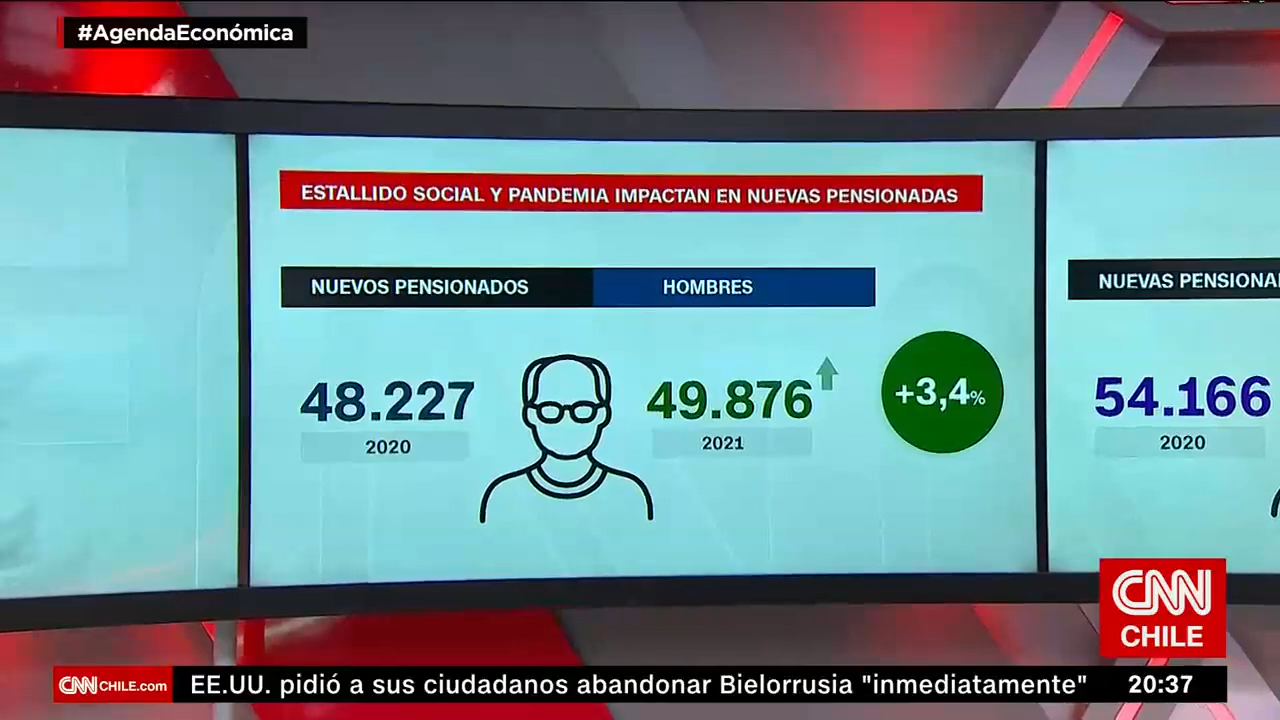 #AgendaEconómica
ESTALLIDO SOCIAL Y PANDEMIA IMPACTAN EN NUEVAS PENSIONADAS
NUEVOS PENSIONADOS HOMBRES
48.227 49.876 +3,4%
2020 2021
NUEVAS PENSIONA
54.166
2020
CNN
CHILE
CNNCHILE.com EE.UU. pidió a sus ciudadanos abandonar Bielorrusia "inmediatamente" 20:37